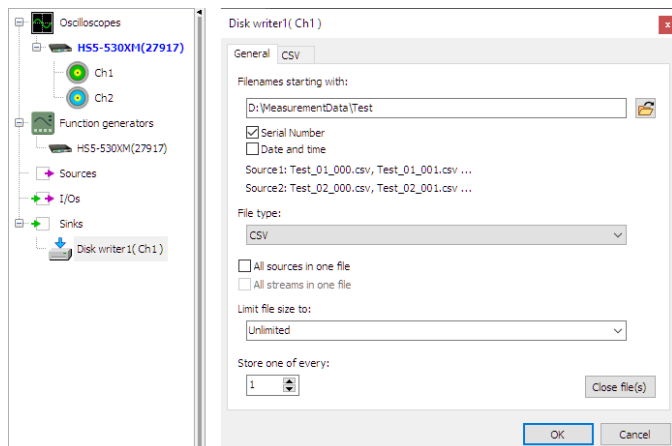 Oscilloscopes
HS5-530XM(27917)
Ch1
Ch2
Function generators
HS5-530XM(27917)
Sources
I/Os
Sinks
Disk writer1( Ch1 )
Disk writer1( Ch1 )
x
General
CSV
Filenames starting with:
D:\MeasurementData\Test
Serial Number
Date and time
Source1: Test_01_000.csv, Test_01_001.csv ...
Source2: Test_02_000.csv, Test_02_001.csv ...
File type:
CSV
All sources in one file
All streams in one file
Limit file size to:
Unlimited
Store one of every:
1
Close file(s)
OK
Cancel